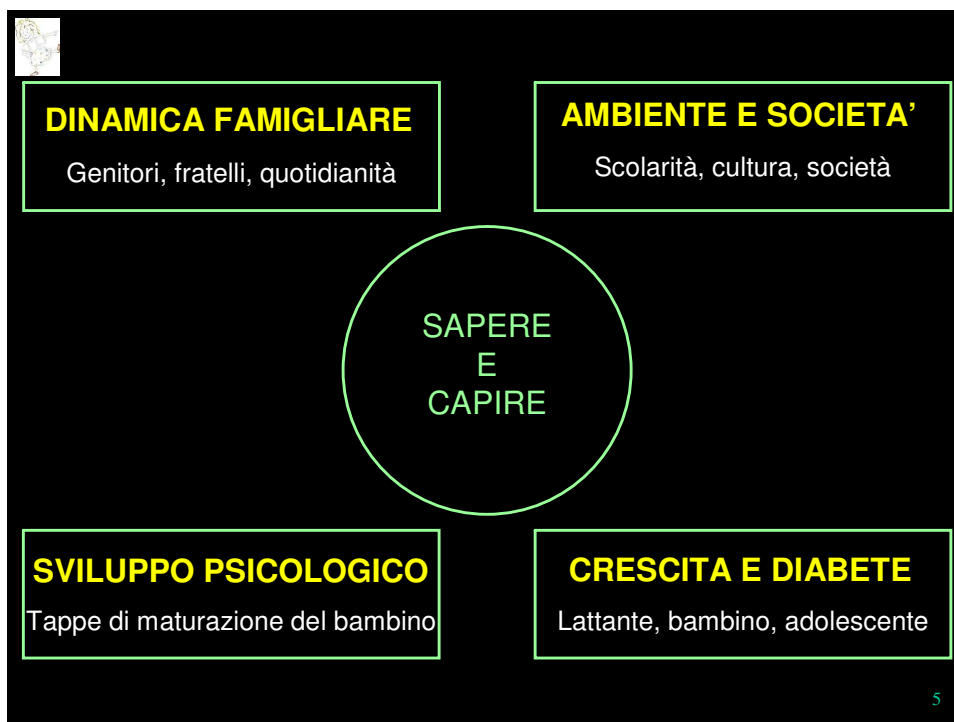 DINAMICA FAMIGLIARE
Genitori, fratelli, quotidianità
AMBIENTE E SOCIETA’
Scolarità, cultura, società
SAPERE
E
CAPIRE
SVILUPPO PSICOLOGICO
Tappe di maturazione del bambino
CRESCITA E DIABETE
Lattante, bambino, adolescente
5